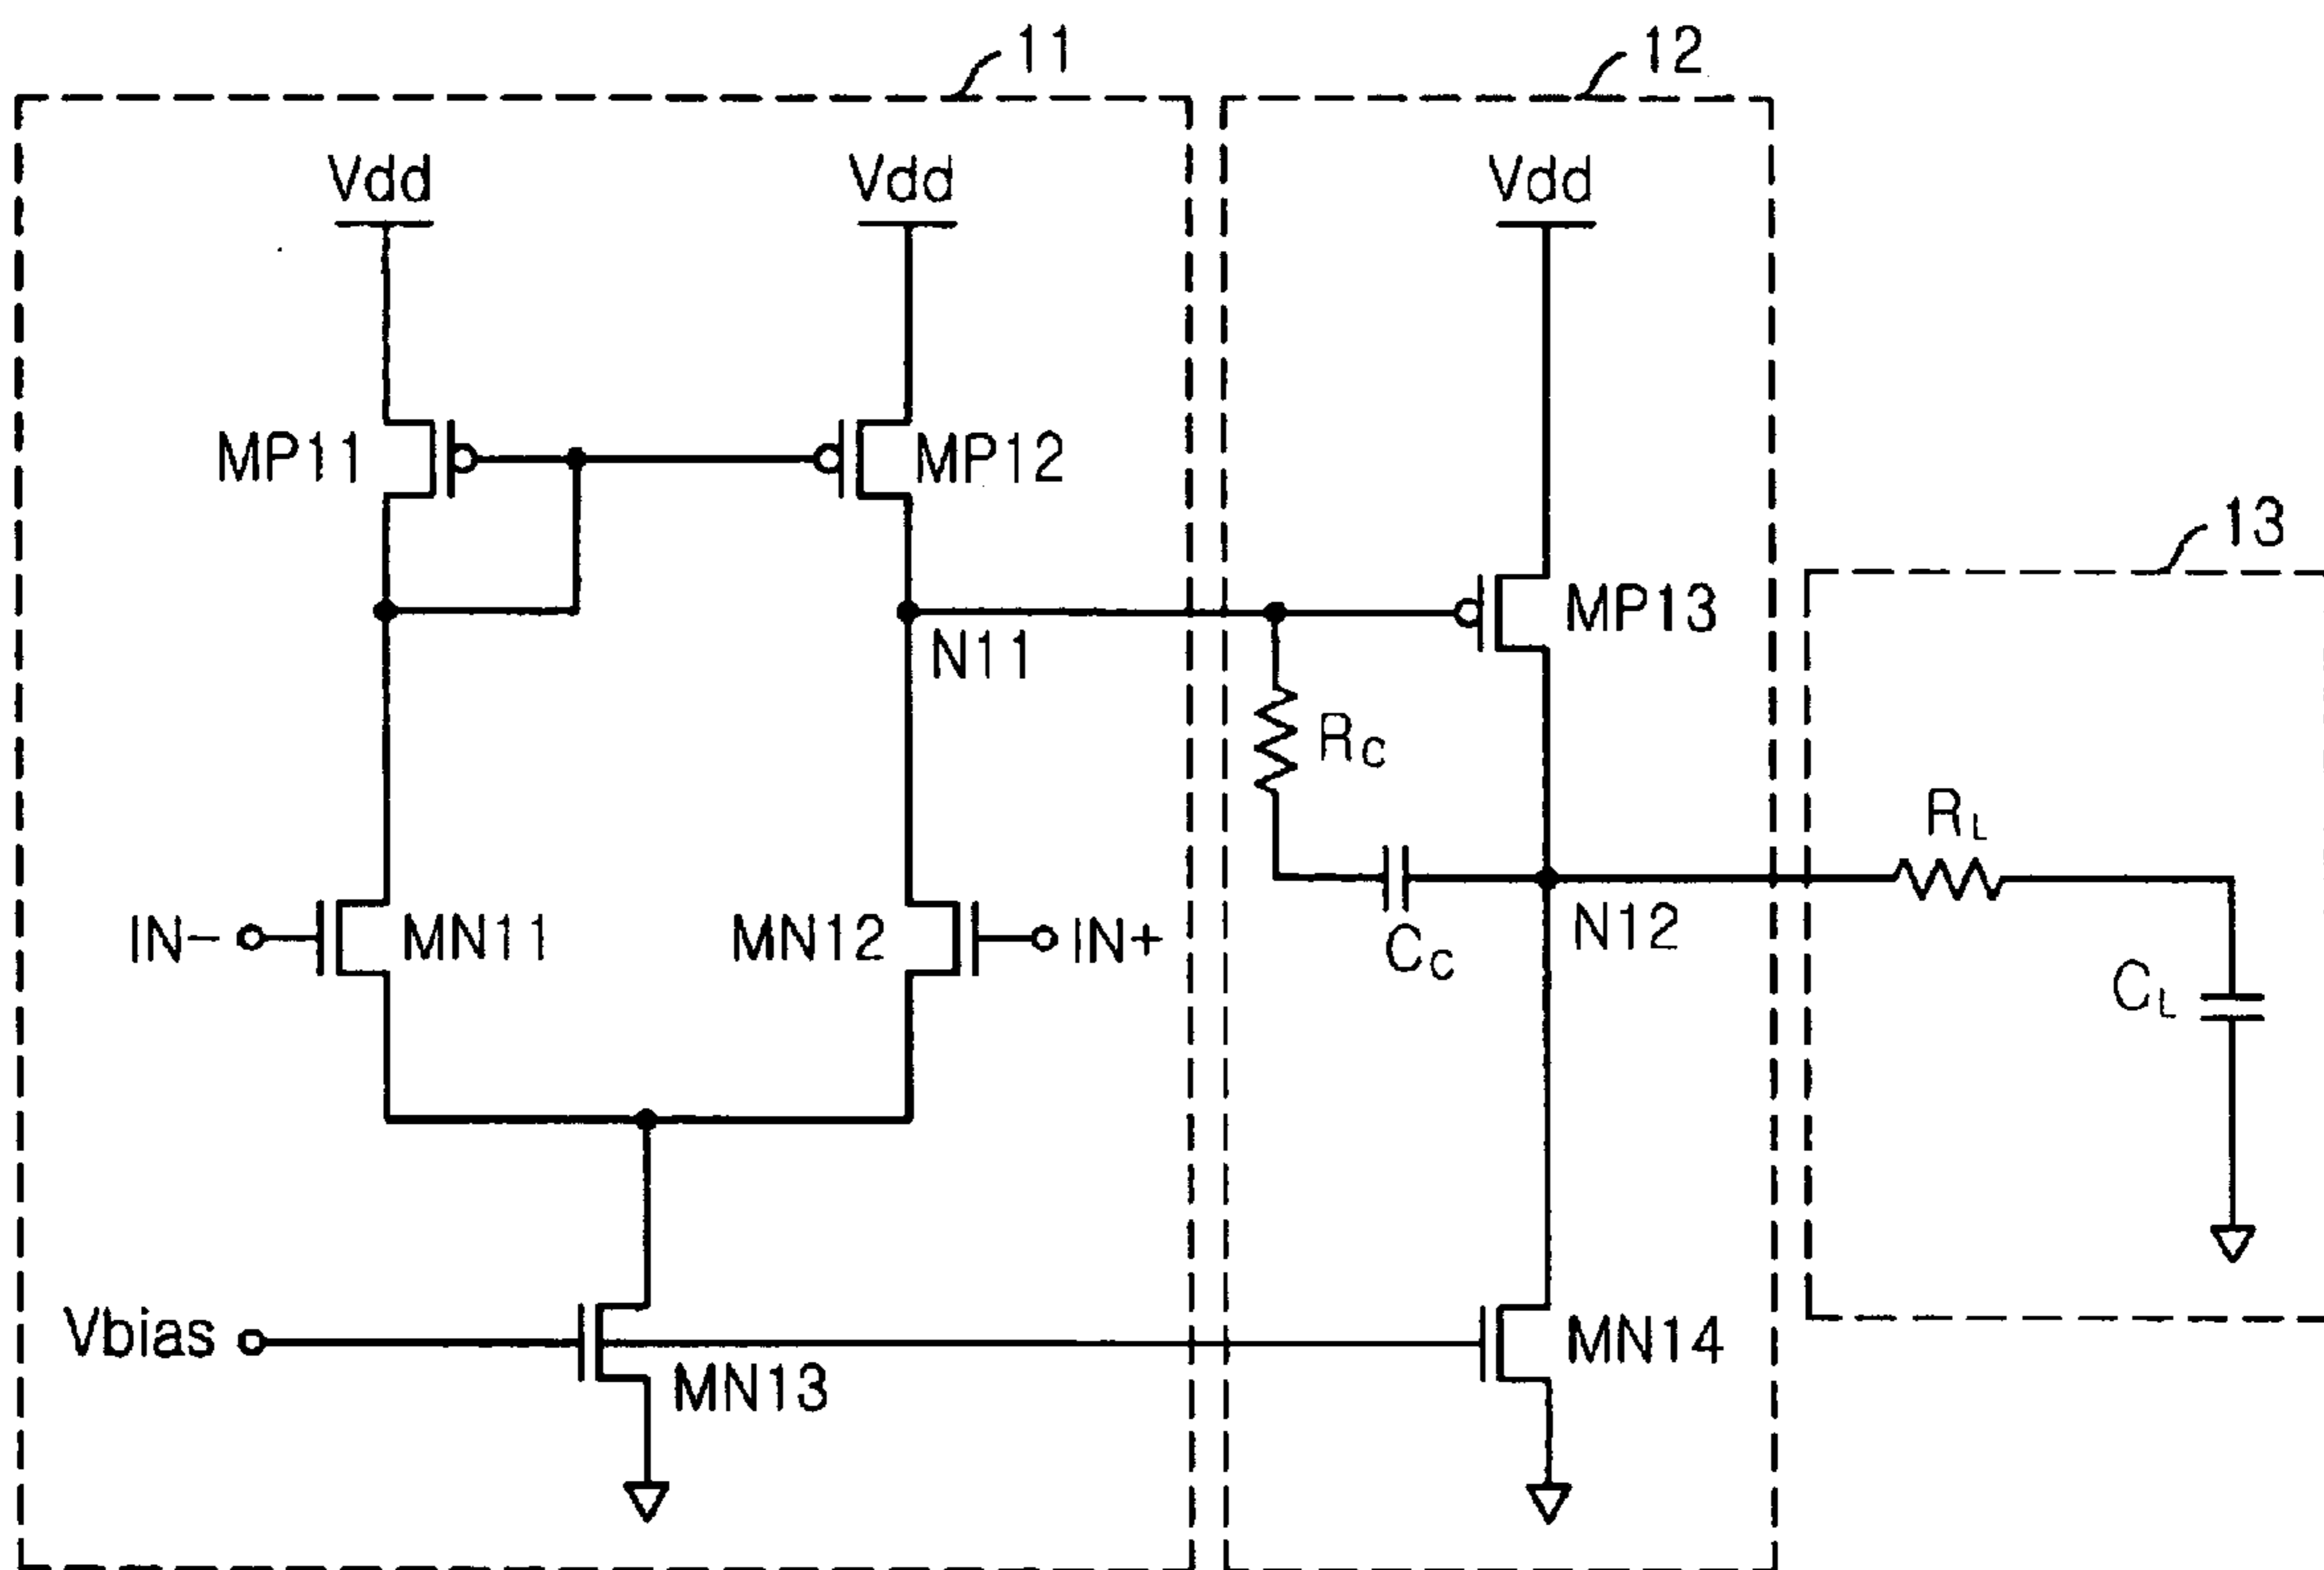 11
12
Vdd
Vdd
Vdd
MP11
MP12
13
MP13
N11
RC
RL
IN-
MN11
MN12
IN+
CC
N12
CL
Vbias
MN13
MN14